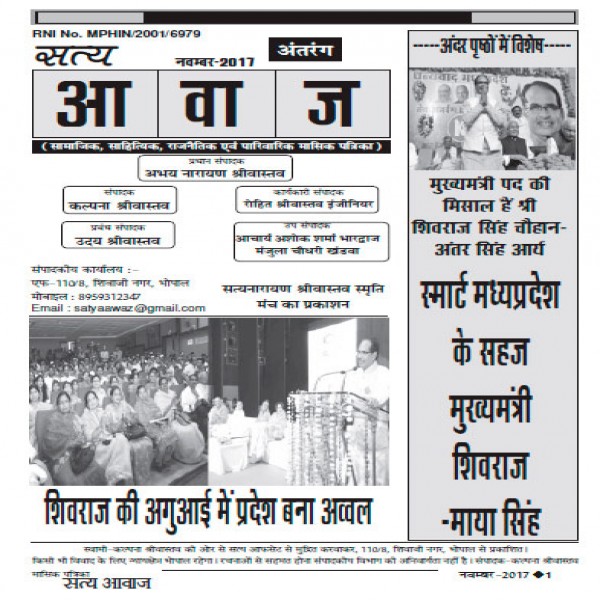 RNI No. MPHIN/2001/6979
सत्य
नवम्बर-2017
अंतरंग
आ वा ज
( सामाजिक, साहित्यिक, राजनैतिक एवं पारिवारिक मासिक पत्रिका )
प्रधान संपादक
अभय नारायण श्रीवास्तव
संपादक
कल्पना श्रीवास्तव
कार्यकारी संपादक
रोहित श्रीवास्तव इंजीनियर
प्रबंध संपादक
उदय श्रीवास्तव
उप संपादक
आचार्य अशोक शर्मा भारद्वाज
मंजुला चौधरी खंडवा
संपादकीय कार्यालय :-
एफ-110/8, शिवाजी नगर, भोपाल
मोबाइल : 8959312347
Email : satyaawaz@gmail.com
सत्यनारायण श्रीवास्तव स्मृति
मंच का प्रकाशन
शिवराज की अगुआई में प्रदेश बना अव्वल
-----अंदर पृष्ठों में विशेष-----
मुख्यमंत्री पद की
मिसाल हैं श्री
शिवराज सिंह चौहान-
अंतर सिंह आर्य
स्मार्ट मध्यप्रदेश
के सहज
मुख्यमंत्री
शिवराज
-माया सिंह
स्वामी-कल्पना श्रीवास्तव की ओर से सत्य आफसेट से मुद्रित करवाकर, 110/8, शिवाजी नगर, भोपाल से प्रकाशित।
किसी भी विवाद के लिए न्यायक्षेत्र भोपाल रहेगा। रचनाओं से सहमत होना संपादकीय विभाग की अनिवार्यता नहीं है। संपादक-कल्पना श्रीवास्तव
मासिक पत्रिका
सत्य आवाज
नवम्बर-2017 ◆1